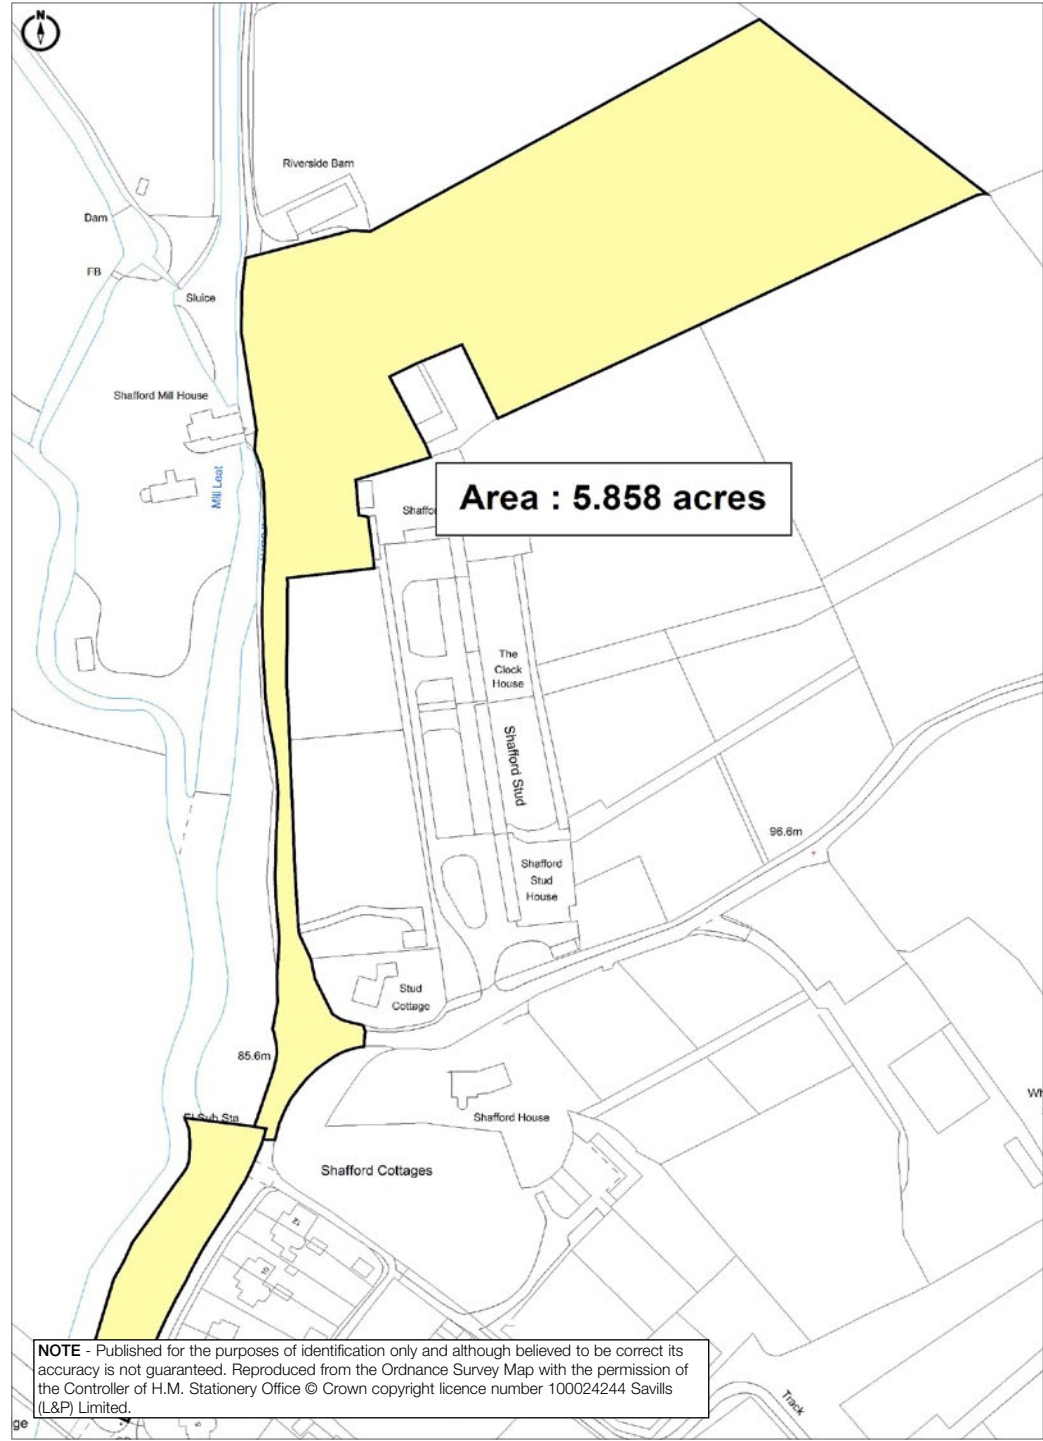 N
Riverside Barn
Dam
FB
Sluice
Shafford Mill House
Mill Leat
Area : 5.858 acres
The
Clock
House
Shafford Stud
96.6m
Shafford
Stud
House
Stud
Cottage
85.6m
El Sub Sta
Shafford House
Shafford Cottages
12
10
NOTE - Published for the purposes of identification only and although believed to be correct its
accuracy is not guaranteed. Reproduced from the Ordnance Survey Map with the permission of
the Controller of H.M. Stationery Office © Crown copyright licence number 100024244 Savills
(L&P) Limited.
Track